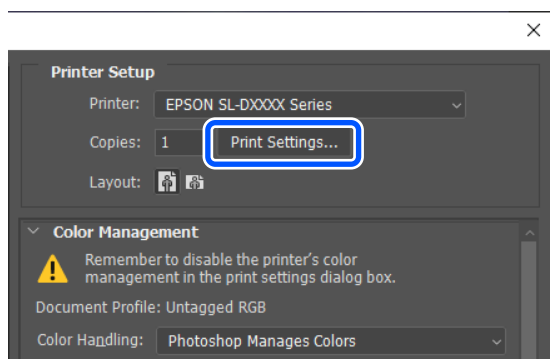 Printer Setup
Printer: EPSON SL-DXXXX Series
Copies: 1 Print Settings...
Layout:
Color Management
Remember to disable the printer's color
management in the print settings dialog box.
Document Profile: Untagged RGB
Color Handling: Photoshop Manages Colors